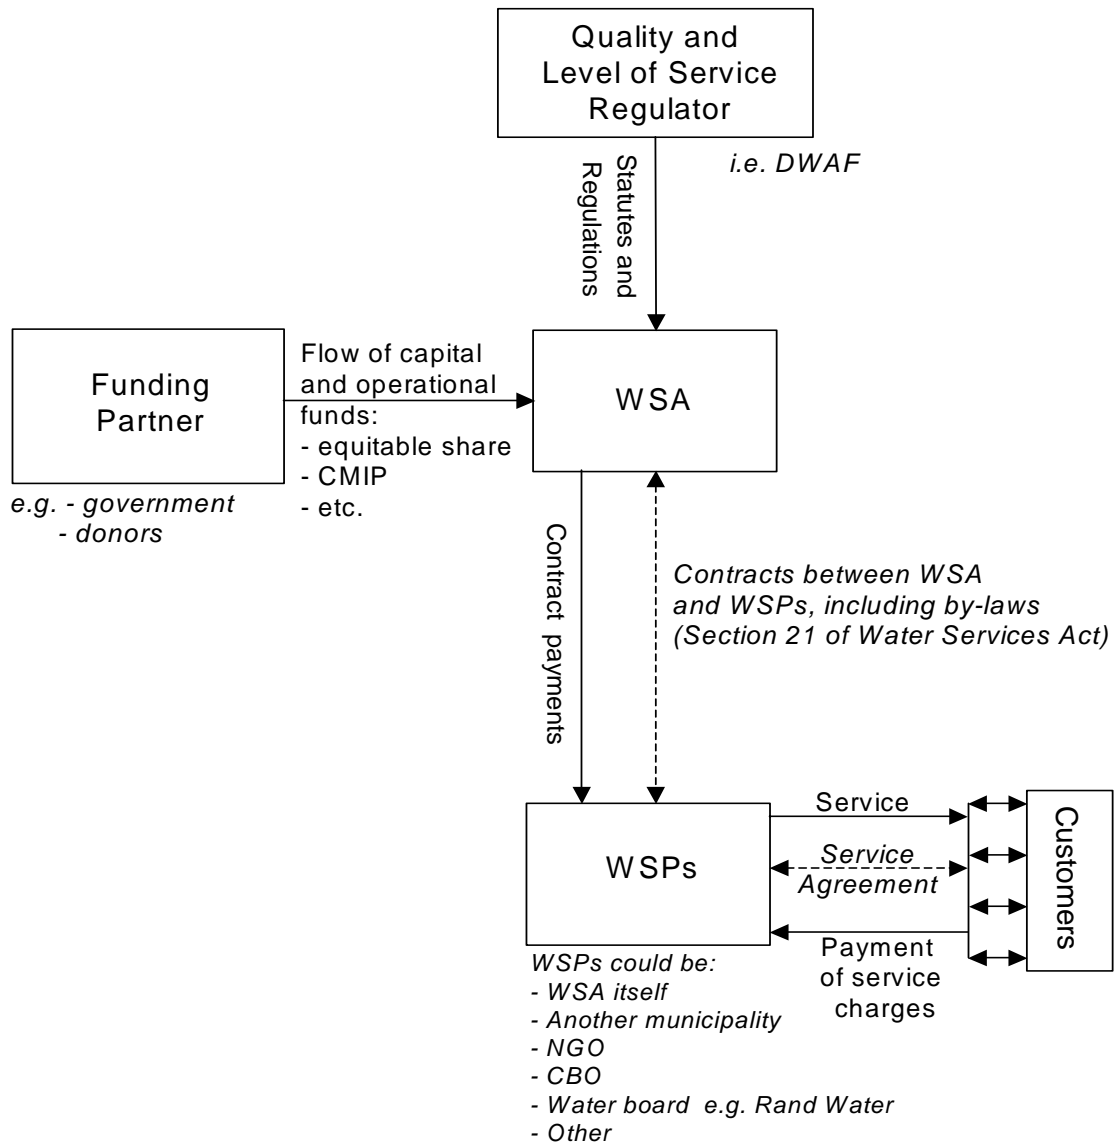 Quality and
Level of Service
Regulator
i.e. DWAF
Statutes and
Regulations
Funding
Partner
e.g. - government
- donors
Flow of capital
and operational
funds:
- equitable share
- CMIP
- etc.
WSA
Contract payments
Contracts between WSA
and WSPs, including by-laws
(Section 21 of Water Services Act)
WSPs
Service
Service
Agreement
Payment
of service
charges
Customers
WSPs could be:
- WSA itself
- Another municipality
- NGO
- CBO
- Water board e.g. Rand Water
- Other